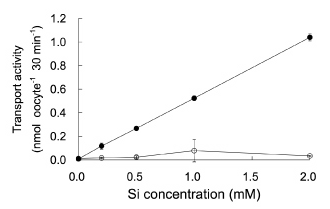 Transport activity
(nmol oocyte⁻¹ 30 min⁻¹)
1.2
1.0
0.8
0.6
0.4
0.2
0.0
0.0 0.5 1.0 1.5 2.0
Si concentration (mM)